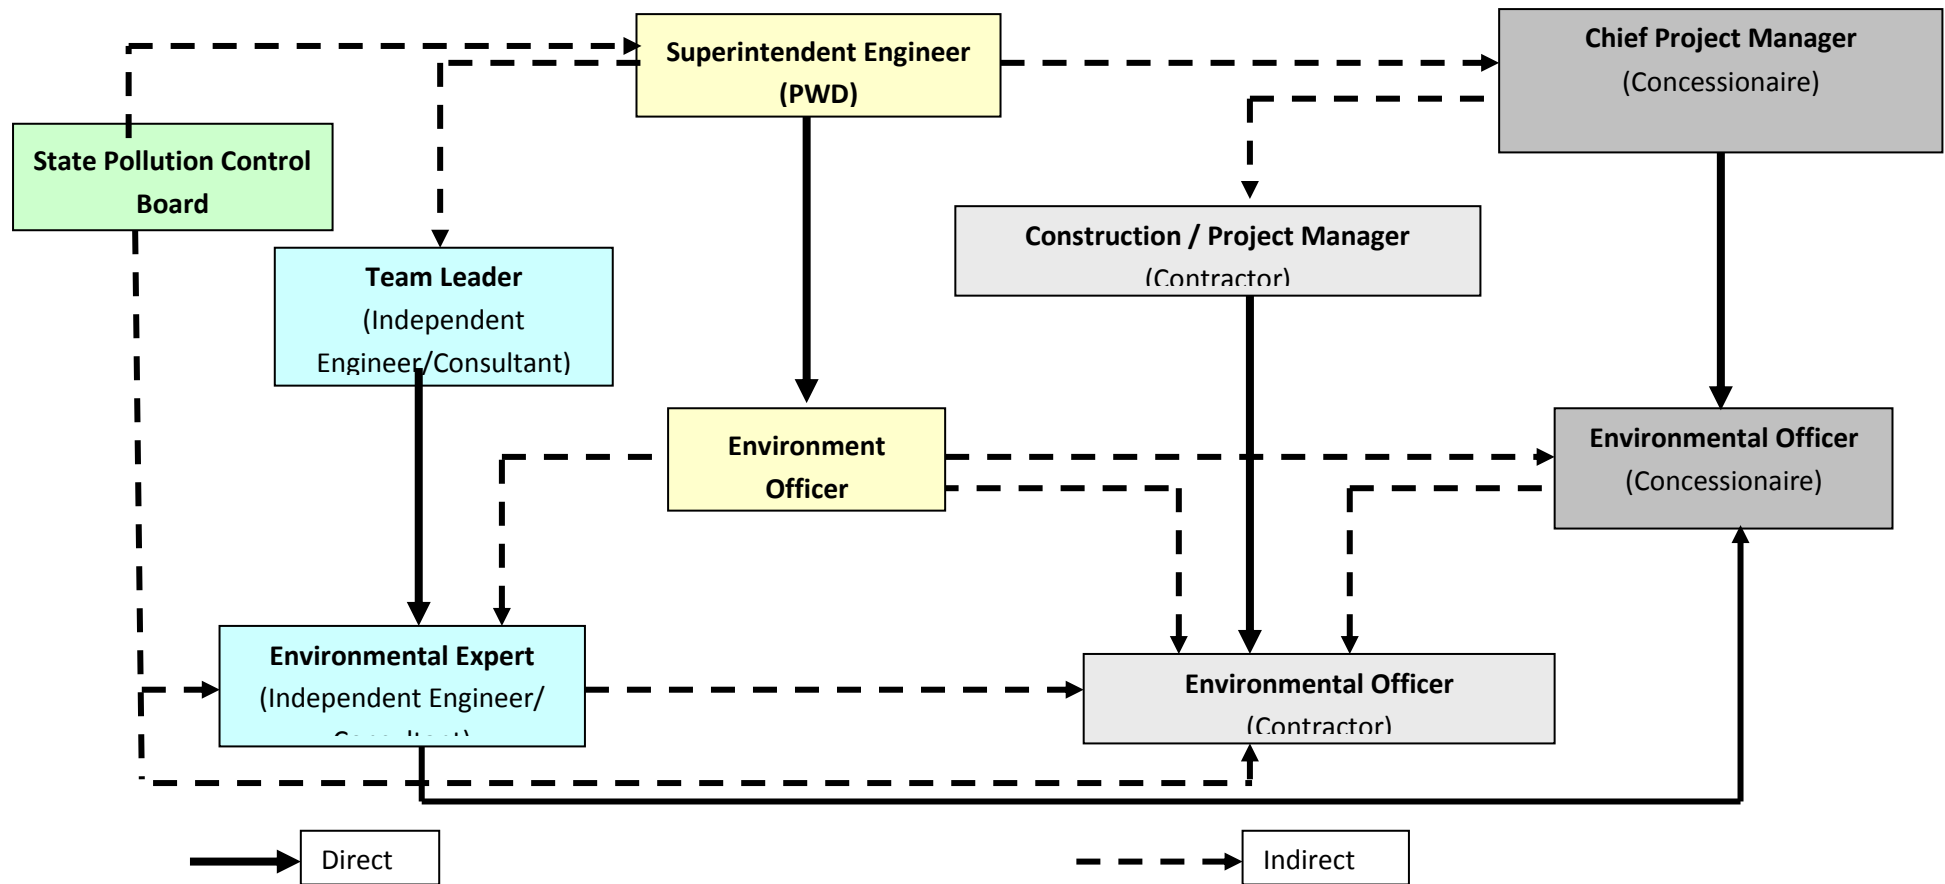 Superintendent Engineer
(PWD)
Chief Project Manager
(Concessionaire)
State Pollution Control
Board
Construction / Project Manager
(Contractor)
Team Leader
(Independent
Engineer/Consultant)
Environment
Officer
Environmental Officer
(Concessionaire)
Environmental Expert
(Independent Engineer/
Consultant)
Environmental Officer
(Contractor)
Direct
Indirect